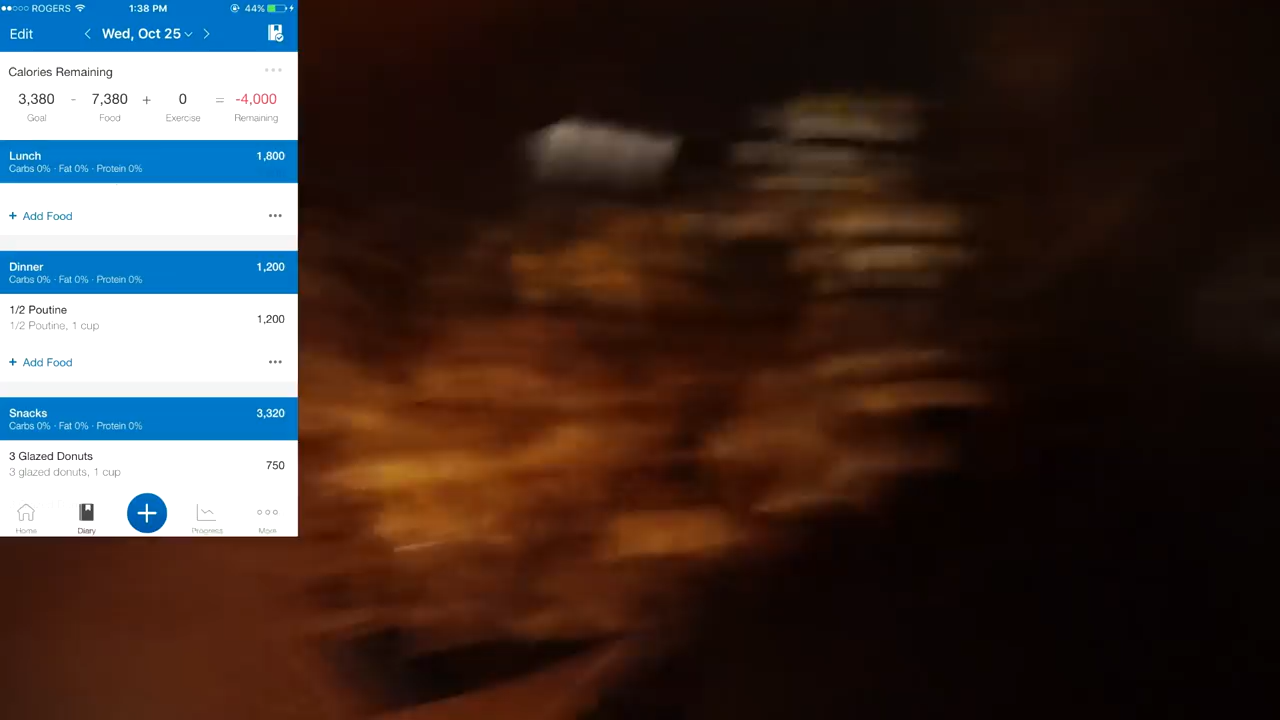 ROGERS 1:38 PM 44%
Edit Wed, Oct 25
Calories Remaining
3,380 - 7,380 + 0 = -4,000
Goal Food Exercise Remaining
Lunch 1,800
Carbs 0% · Fat 0% · Protein 0%
+ Add Food
Dinner 1,200
Carbs 0% · Fat 0% · Protein 0%
1/2 Poutine
1/2 Poutine, 1 cup 1,200
+ Add Food
Snacks 3,320
Carbs 0% · Fat 0% · Protein 0%
3 Glazed Donuts
3 glazed donuts, 1 cup 750
Home Diary + Progress More